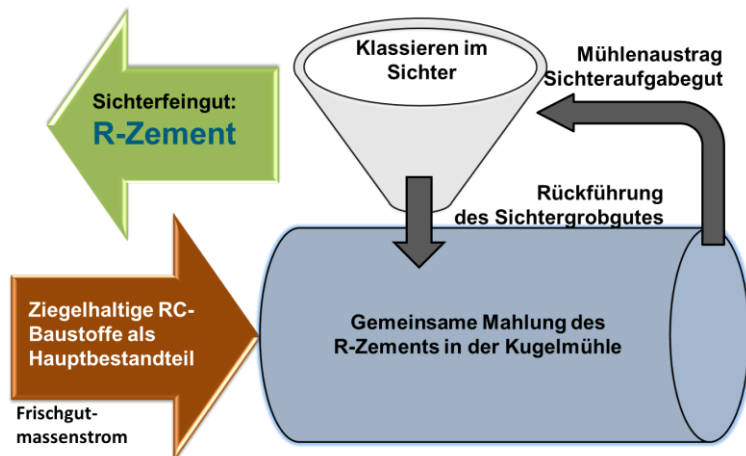 Klassieren im
Sichter
Mühlenaustrag
Sichteraufgabegut
Sichterfeingut:
R-Zement
Rückführung
des Sichtergrobgutes
Ziegelhaltige RC-
Baustoffe als
Hauptbestandteil
Gemeinsame Mahlung des
R-Zements in der Kugelmühle
Frischgut-
massenstrom